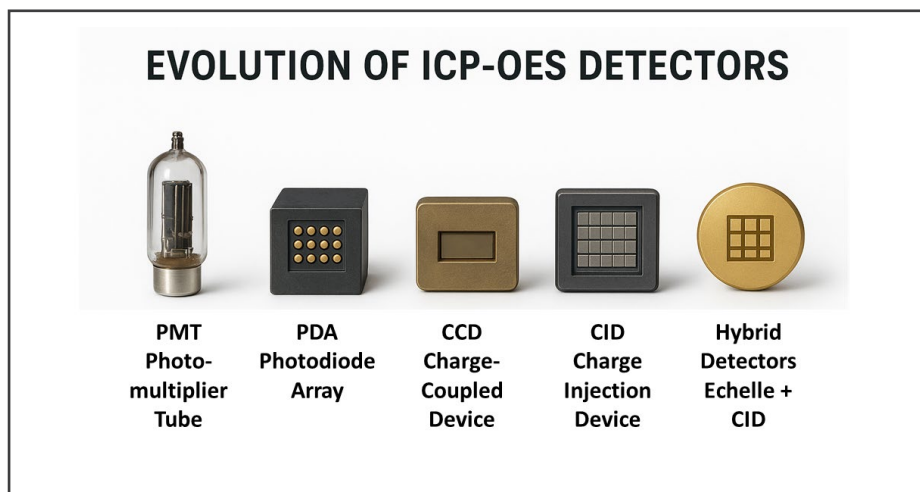 EVOLUTION OF ICP-OES DETECTORS
PMT
Photo-
multiplier
Tube
PDA
Photodiode
Array
CCD
Charge-
Coupled
Device
CID
Charge
Injection
Device
Hybrid
Detectors
Echelle +
CID